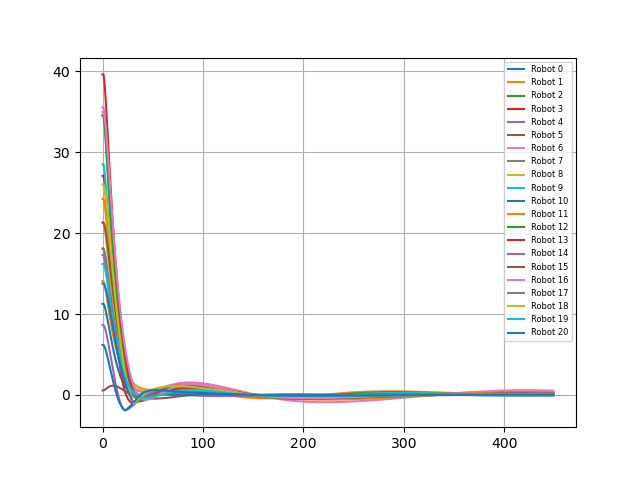 40
30
20
10
0
0 100 200 300 400
Robot 0
Robot 1
Robot 2
Robot 3
Robot 4
Robot 5
Robot 6
Robot 7
Robot 8
Robot 9
Robot 10
Robot 11
Robot 12
Robot 13
Robot 14
Robot 15
Robot 16
Robot 17
Robot 18
Robot 19
Robot 20